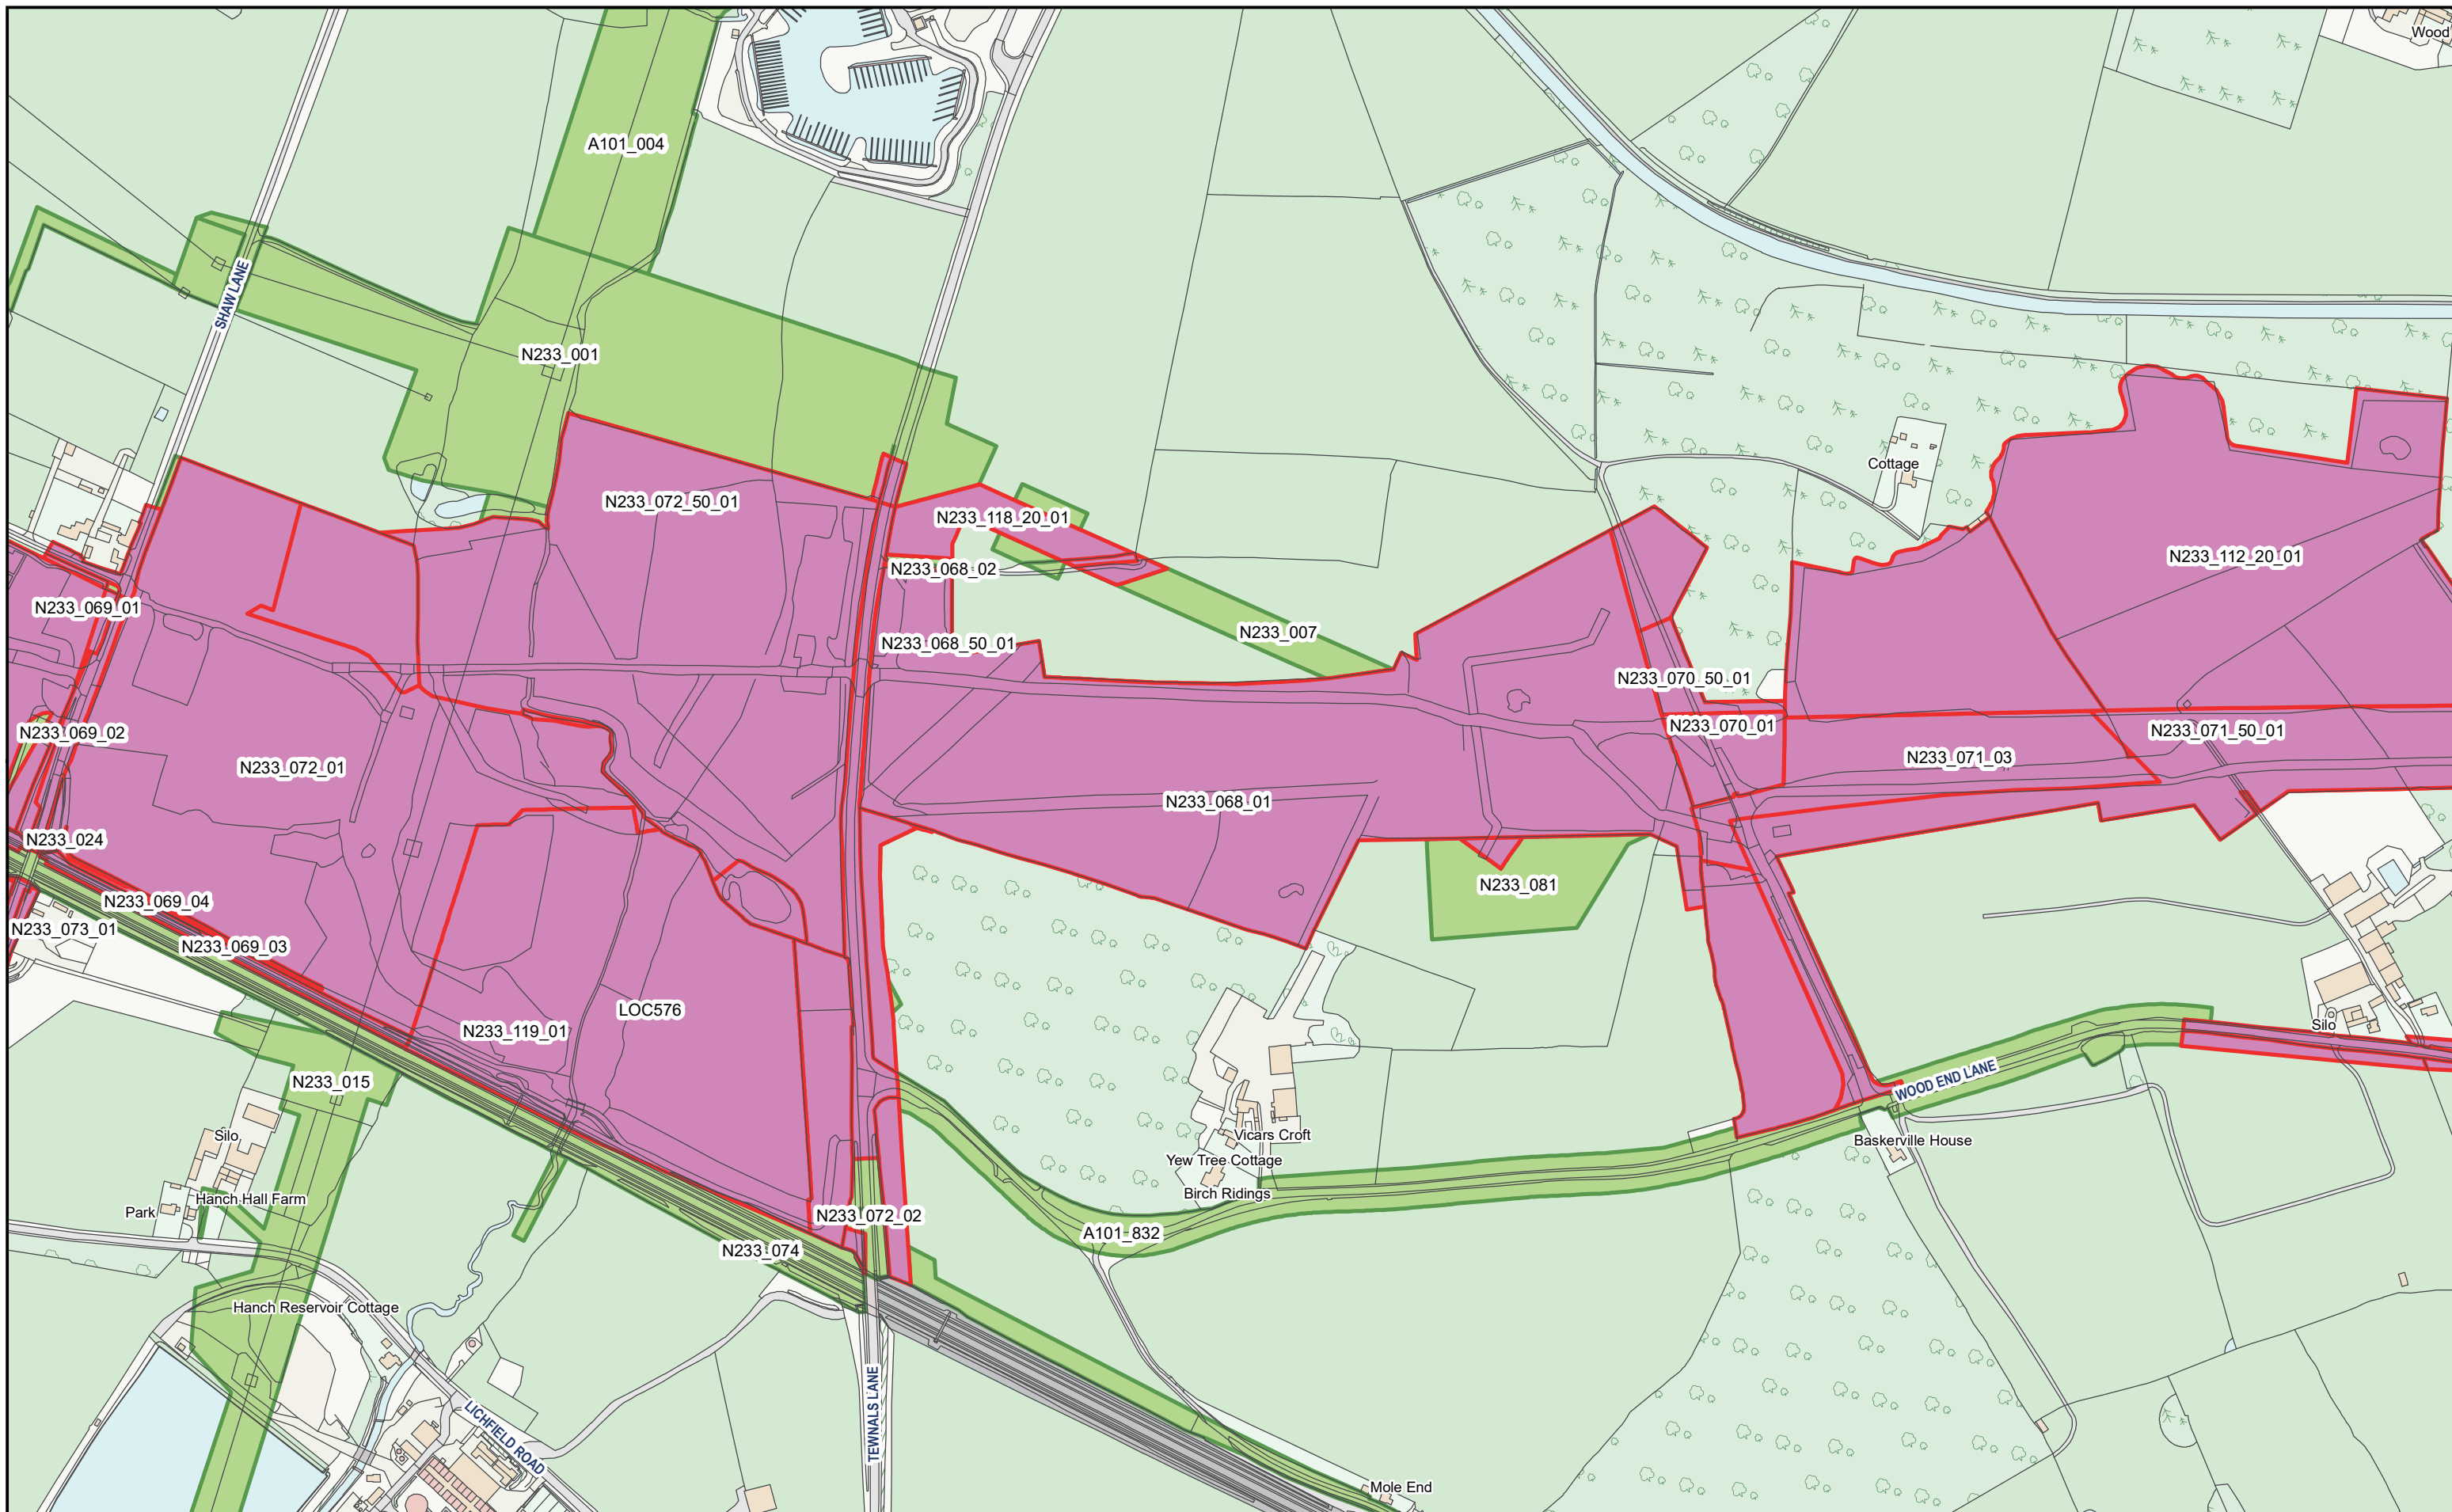 Wood
A101_004
SHAW LANE
N233_001
Cottage
N233_072_50_01
N233_118_20_01
N233_112_20_01
N233_068_02
N233_069_01
N233_007
N233_068_50_01
N233_070_50_01
N233_070_01
N233_071_50_01
N233_069_02
N233_071_03
N233_072_01
N233_068_01
N233_024
N233_081
N233_069_04
N233_073_01
N233_069_03
LOC576
N233_119_01
Silo
N233_015
WOOD END LANE
Silo
Vicars Croft
Baskerville House
Yew Tree Cottage
Hanch Hall Farm
Birch Ridings
Park
N233_072_02
A101_832
N233_074
Hanch Reservoir Cottage
TEWNALS LANE
LICHFIELD ROAD
Mole End